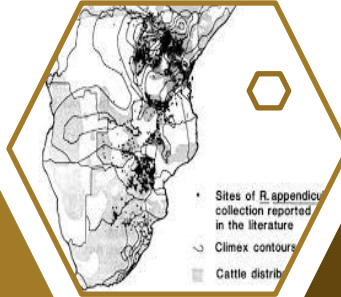 • Sites of R. appendicu
collection reported
in the literature
Climex contours
Cattle distrib